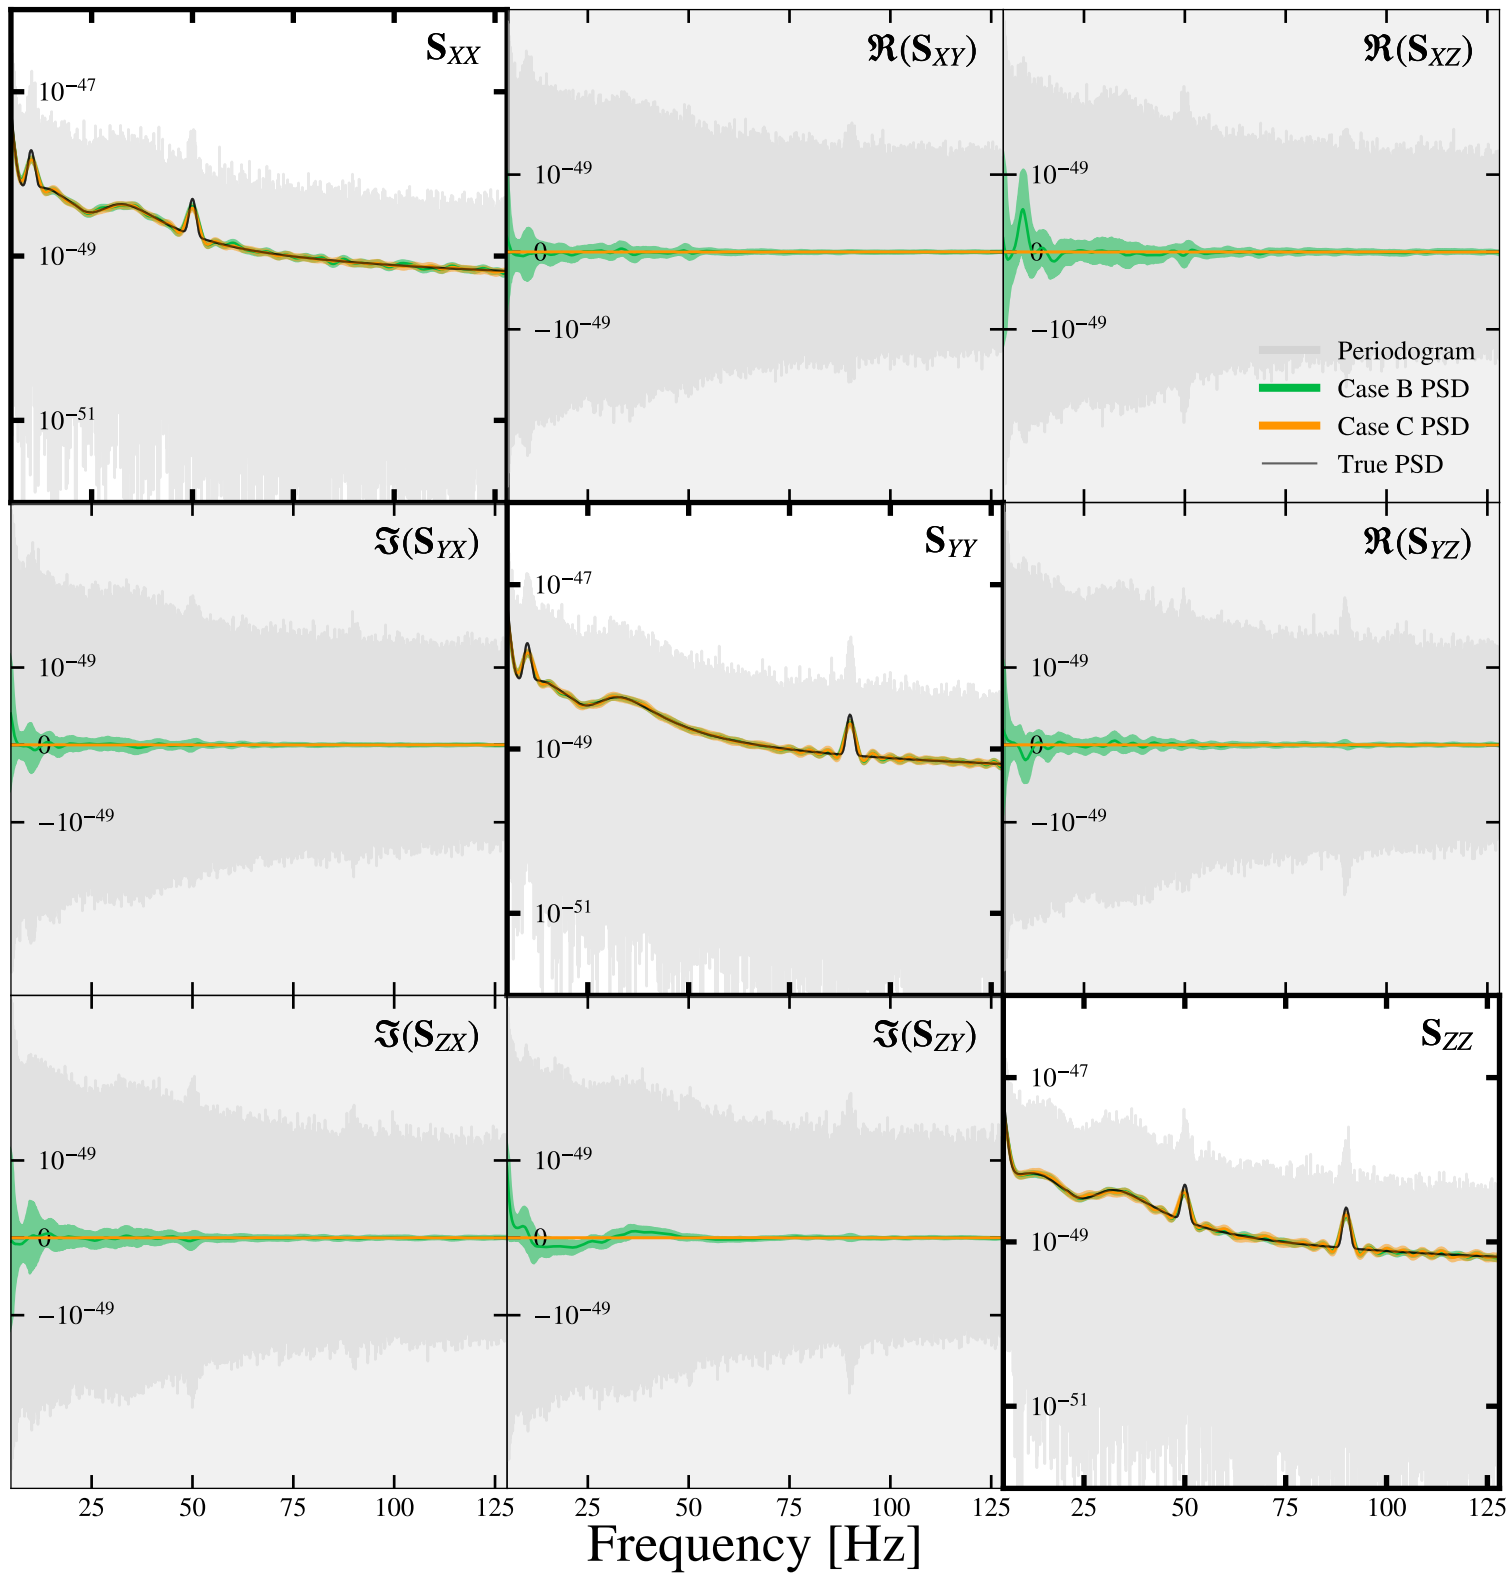 S_XX
10⁻⁴⁷
10⁻⁴⁹
10⁻⁵¹
ℜ(S_XY)
10⁻⁴⁹
0
−10⁻⁴⁹
ℜ(S_XZ)
10⁻⁴⁹
0
−10⁻⁴⁹
Periodogram
Case B PSD
Case C PSD
True PSD
ℑ(S_YX)
10⁻⁴⁹
0
−10⁻⁴⁹
S_YY
10⁻⁴⁷
10⁻⁴⁹
10⁻⁵¹
ℜ(S_YZ)
10⁻⁴⁹
0
−10⁻⁴⁹
ℑ(S_ZX)
10⁻⁴⁹
0
−10⁻⁴⁹
ℑ(S_ZY)
10⁻⁴⁹
0
−10⁻⁴⁹
S_ZZ
10⁻⁴⁷
10⁻⁴⁹
10⁻⁵¹
25 50 75 100 125 25 50 75 100 125 25 50 75 100 125
Frequency [Hz]